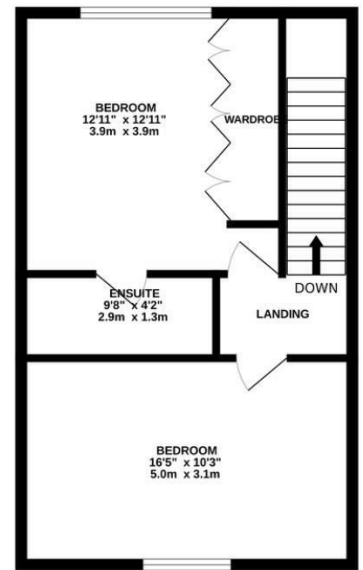 BEDROOM
12'11" x 12'11"
3.9m x 3.9m
WARDROBE
DOWN
ENSUITE
9'8" x 4'2"
2.9m x 1.3m
LANDING
BEDROOM
16'5" x 10'3"
5.0m x 3.1m